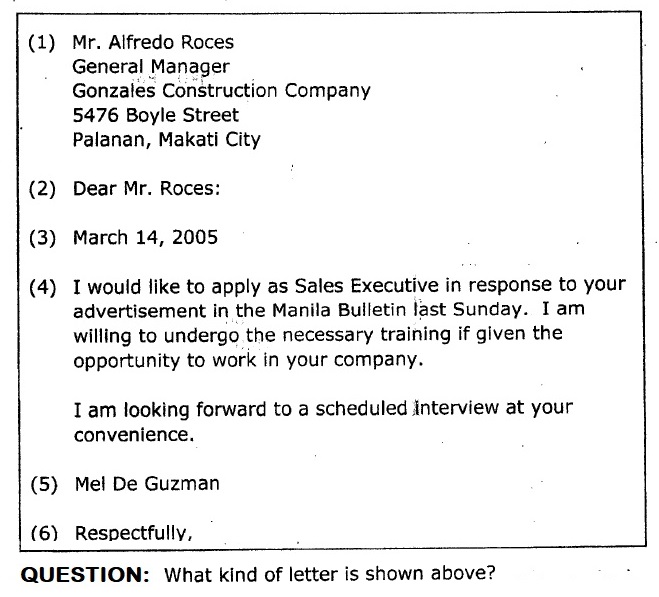 (1) Mr. Alfredo Roces
General Manager
Gonzales Construction Company
5476 Boyle Street
Palanan, Makati City
(2) Dear Mr. Roces:
(3) March 14, 2005
(4) I would like to apply as Sales Executive in response to your
advertisement in the Manila Bulletin last Sunday. I am
willing to undergo the necessary training if given the
opportunity to work in your company.
I am looking forward to a scheduled interview at your
convenience.
(5) Mel De Guzman
(6) Respectfully,
QUESTION: What kind of letter is shown above?